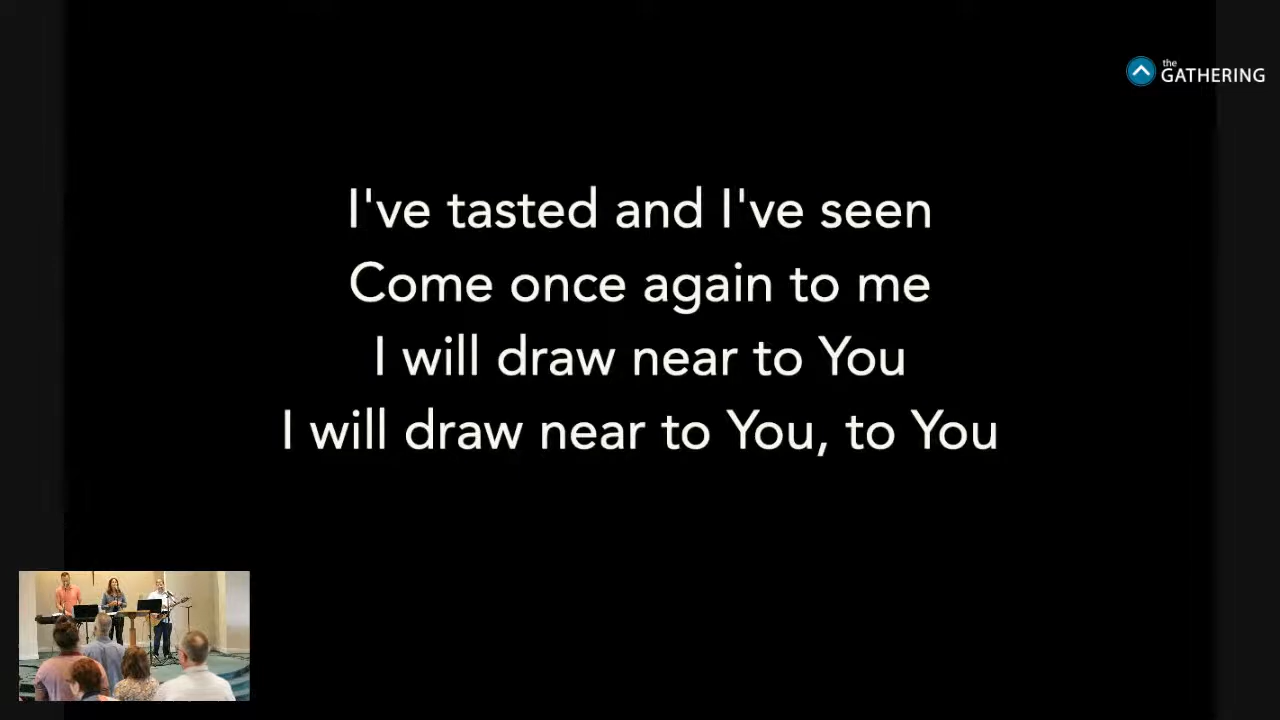 the
GATHERING
I've tasted and I've seen
Come once again to me
I will draw near to You
I will draw near to You, to You